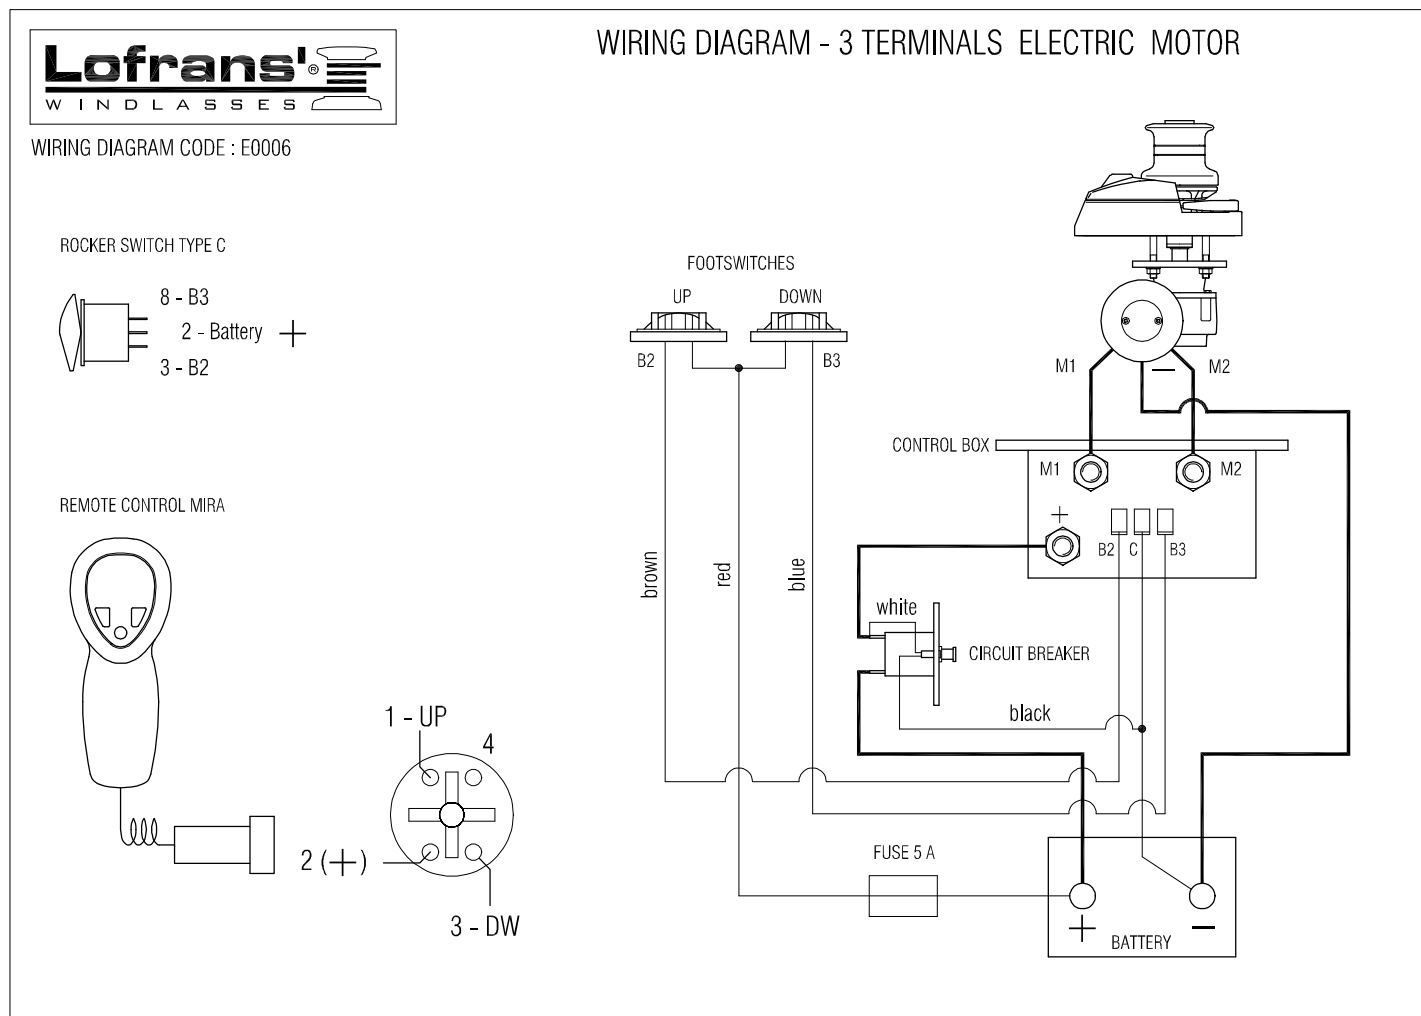 WIRING DIAGRAM - 3 TERMINALS ELECTRIC MOTOR
Lofrans'®
WINDLASSES
WIRING DIAGRAM CODE : E0006
ROCKER SWITCH TYPE C
8 - B3
2 - Battery +
3 - B2
FOOTSWITCHES
UP DOWN
B2 B3
M1 — M2
CONTROL BOX
M1 M2
+
B2 C B3
REMOTE CONTROL MIRA
brown
red
blue
white
CIRCUIT BREAKER
black
1 - UP
4
2 (+)
3 - DW
FUSE 5 A
+ —
BATTERY